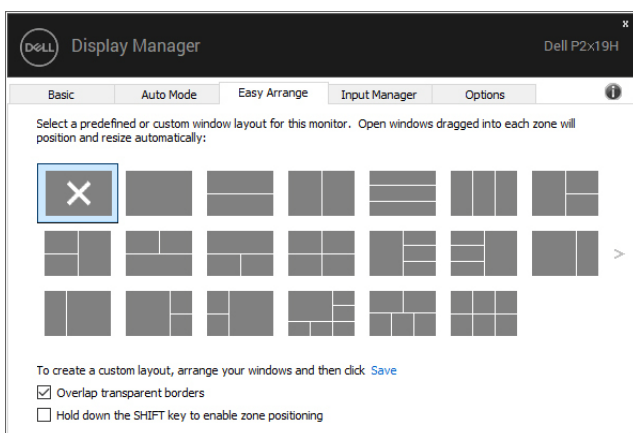 x
DELL Display Manager Dell P2x19H
Basic Auto Mode Easy Arrange Input Manager Options
Select a predefined or custom window layout for this monitor. Open windows dragged into each zone will
position and resize automatically:
To create a custom layout, arrange your windows and then click Save
Overlap transparent borders
Hold down the SHIFT key to enable zone positioning